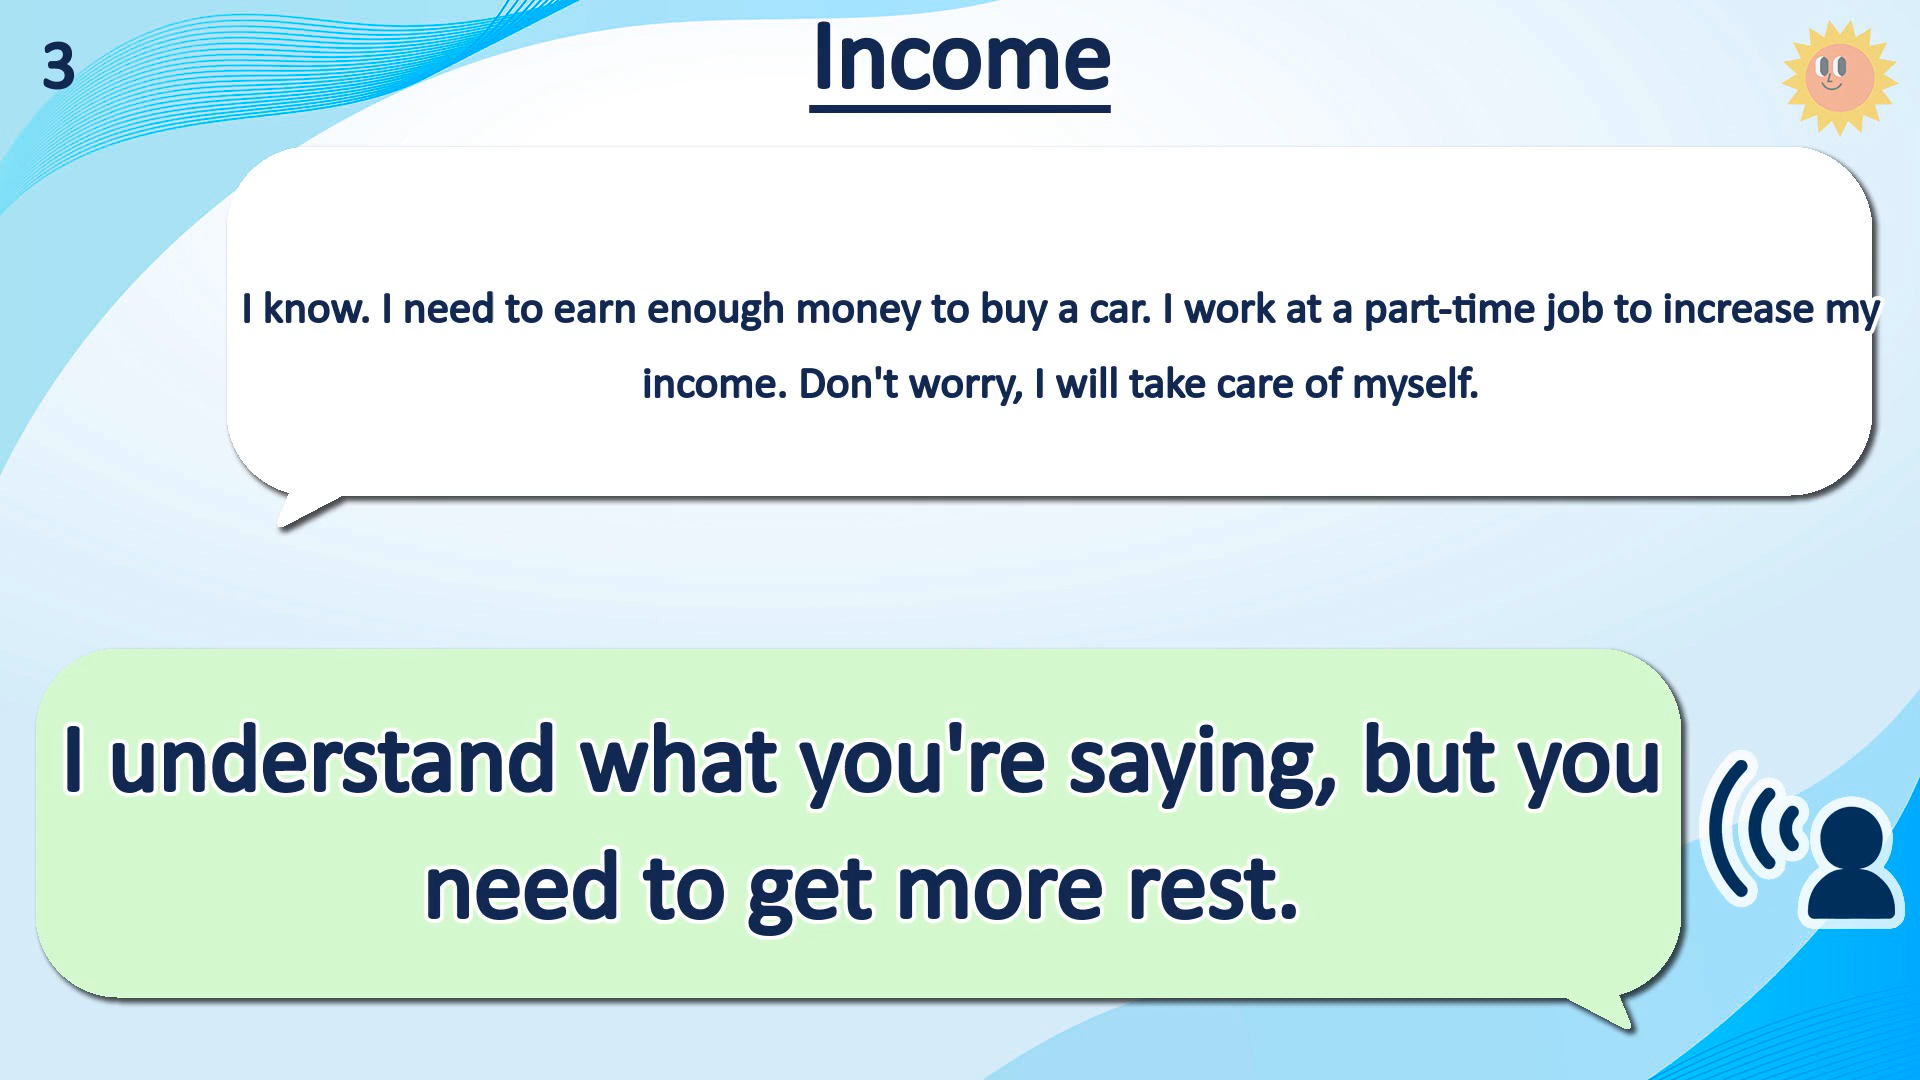 3
Income
I know. I need to earn enough money to buy a car. I work at a part-time job to increase my
income. Don't worry, I will take care of myself.
I understand what you're saying, but you
need to get more rest.